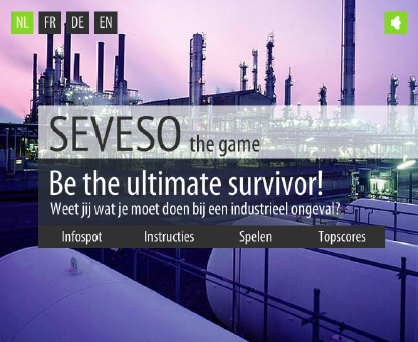 NL FR DE EN
SEVESO the game
Be the ultimate survivor!
Weet jij wat je moet doen bij een industrieel ongeval?
Infospot Instructies Spelen Topscores